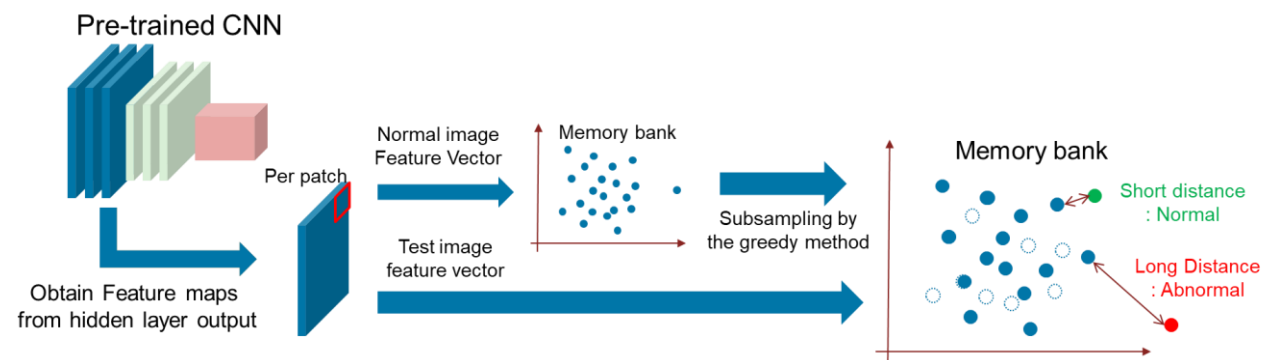 Pre-trained CNN
Per patch
Obtain Feature maps
from hidden layer output
Normal image
Feature Vector
Test image
feature vector
Memory bank
Subsampling by
the greedy method
Memory bank
Short distance
: Normal
Long Distance
: Abnormal